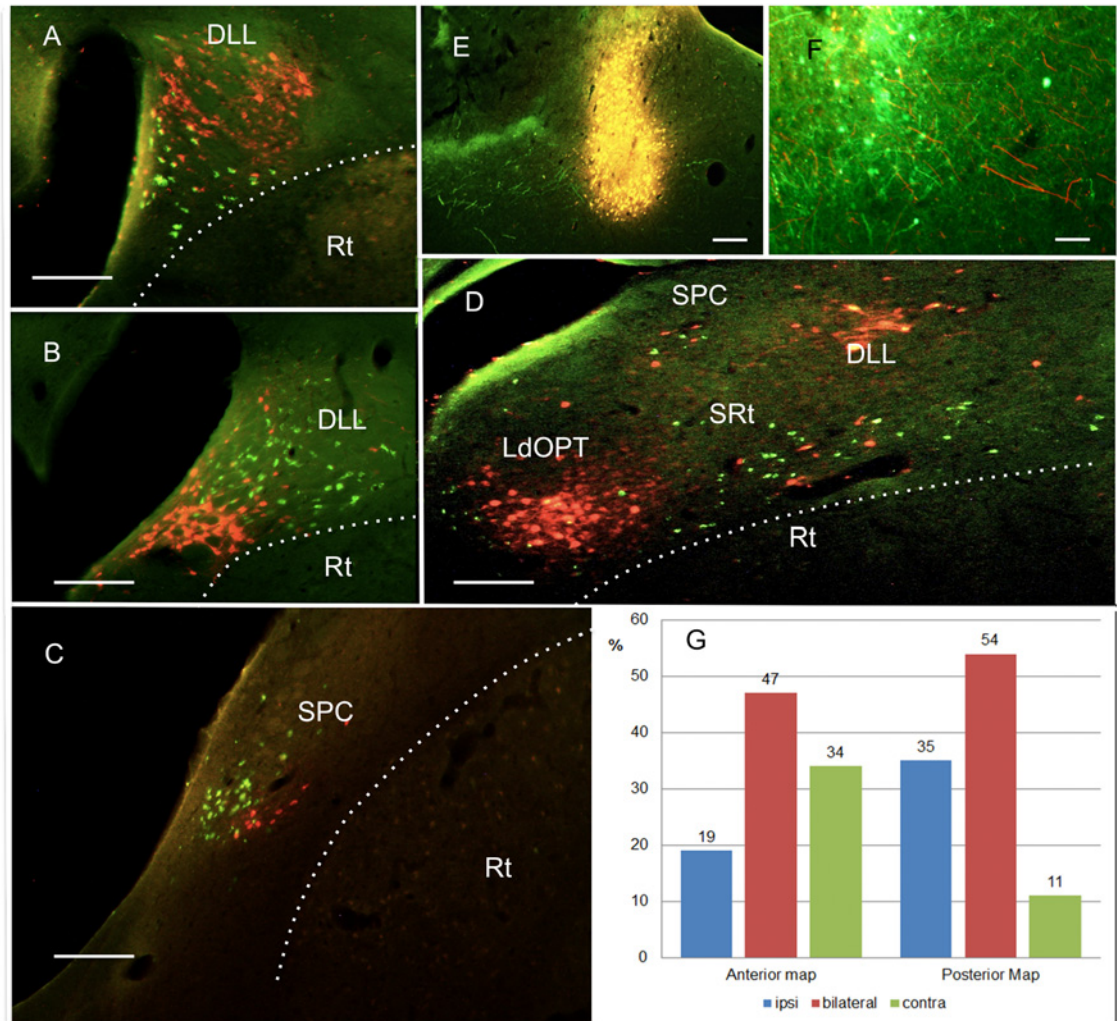 A
DLL
Rt
B
DLL
Rt
C
SPC
Rt
E
F
D
SPC
DLL
SRt
LdOPT
Rt
G
%
60
50
40
30
20
10
0
19
47
34
35
54
11
Anterior map
Posterior Map
ipsi
bilateral
contra